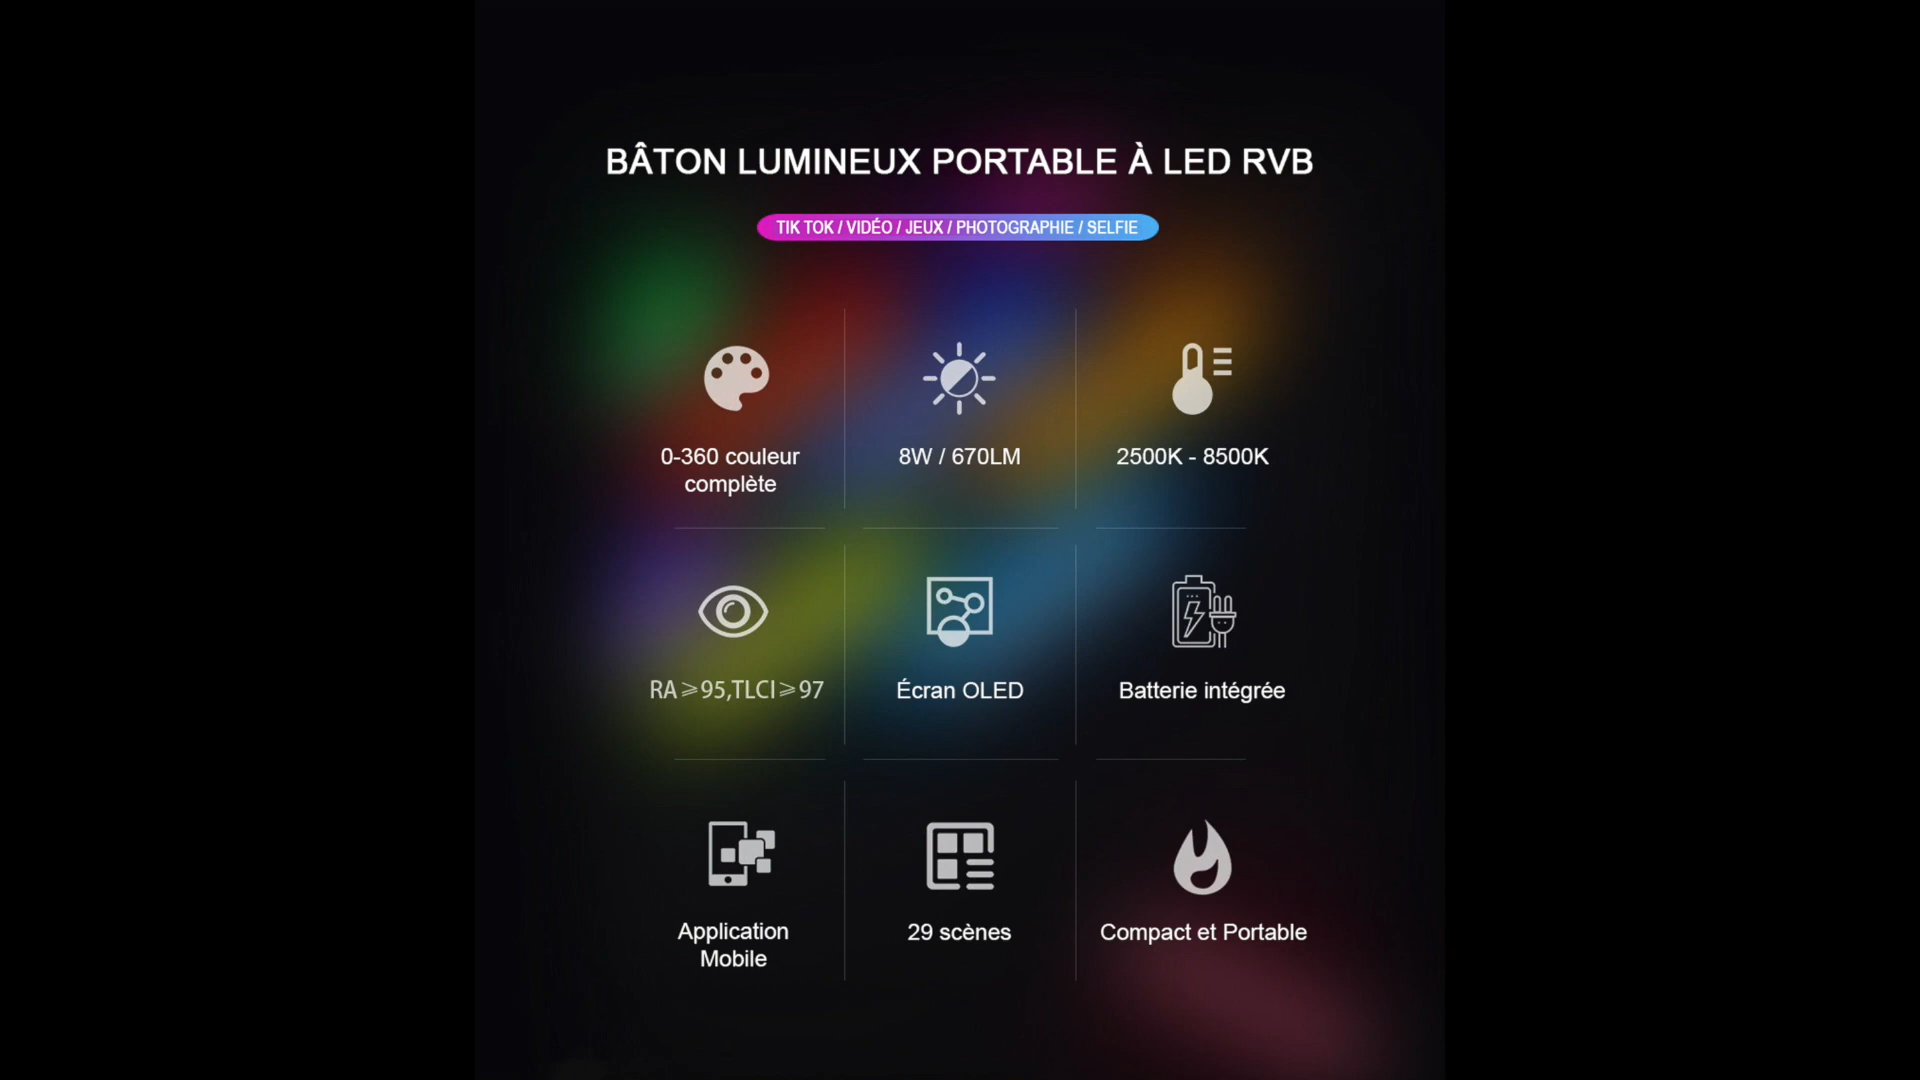 BÂTON LUMINEUX PORTABLE À LED RVB
TIK TOK / VIDÉO / JEUX / PHOTOGRAPHIE / SELFIE
0-360 couleur
complète
8W / 670LM
2500K - 8500K
RA⩾95,TLCI⩾97
Écran OLED
Batterie intégrée
Application
Mobile
29 scènes
Compact et Portable